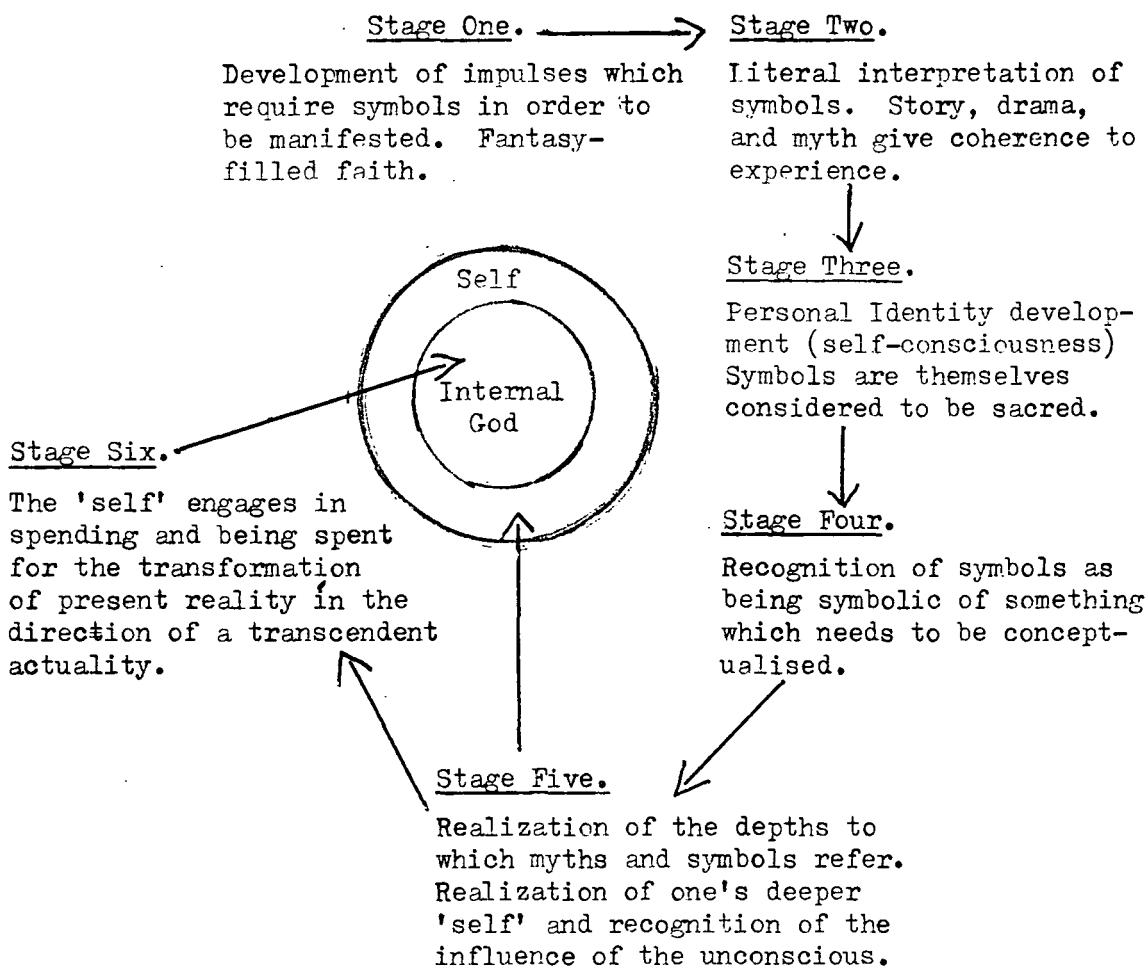 Stage One.
Development of impulses which
require symbols in order to
be manifested. Fantasy-
filled faith.
Stage Two.
Literal interpretation of
symbols. Story, drama,
and myth give coherence to
experience.
Stage Three.
Personal Identity develop-
ment (self-consciousness)
Symbols are themselves
considered to be sacred.
Stage Four.
Recognition of symbols as
being symbolic of something
which needs to be concept-
ualised.
Stage Five.
Realization of the depths to
which myths and symbols refer.
Realization of one's deeper
'self' and recognition of the
influence of the unconscious.
Stage Six.
The 'self' engages in
spending and being spent
for the transformation
of present reality in the
direction of a transcendent
actuality.
Self
Internal
God